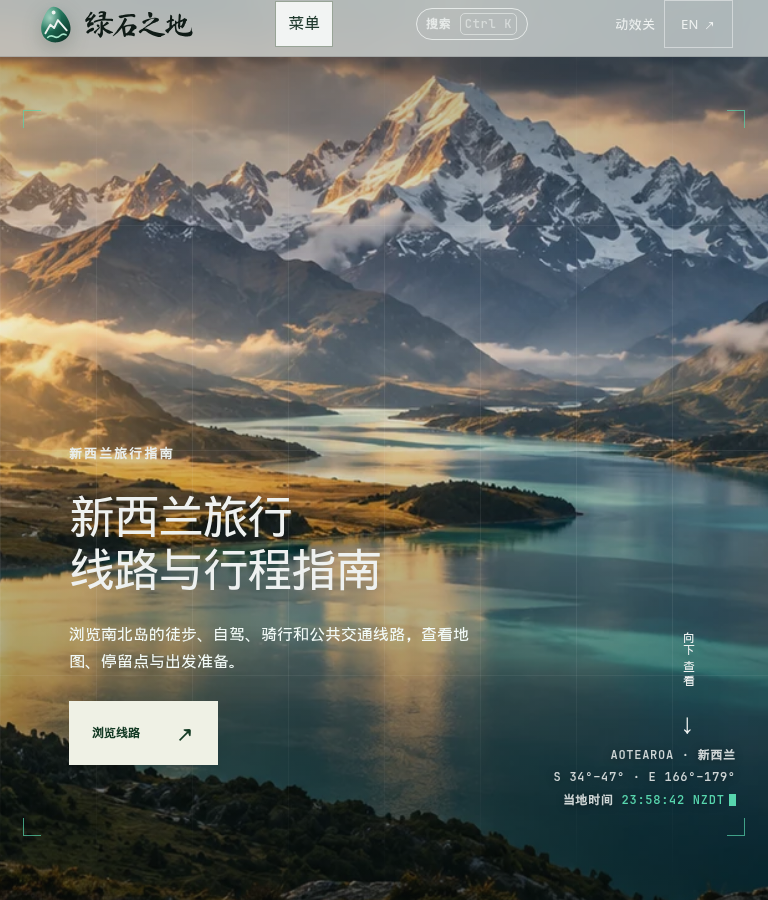 绿石之地
菜单
搜索 Ctrl K
动效关
EN ↗
新西兰旅行指南
新西兰旅行
线路与行程指南
浏览南北岛的徒步、自驾、骑行和公共交通线路，查看地
图、停留点与出发准备。
浏览线路 ↗
向下查看
↓
AOTEAROA · 新西兰
S 34°–47° · E 166°–179°
当地时间 23:58:42 NZDT